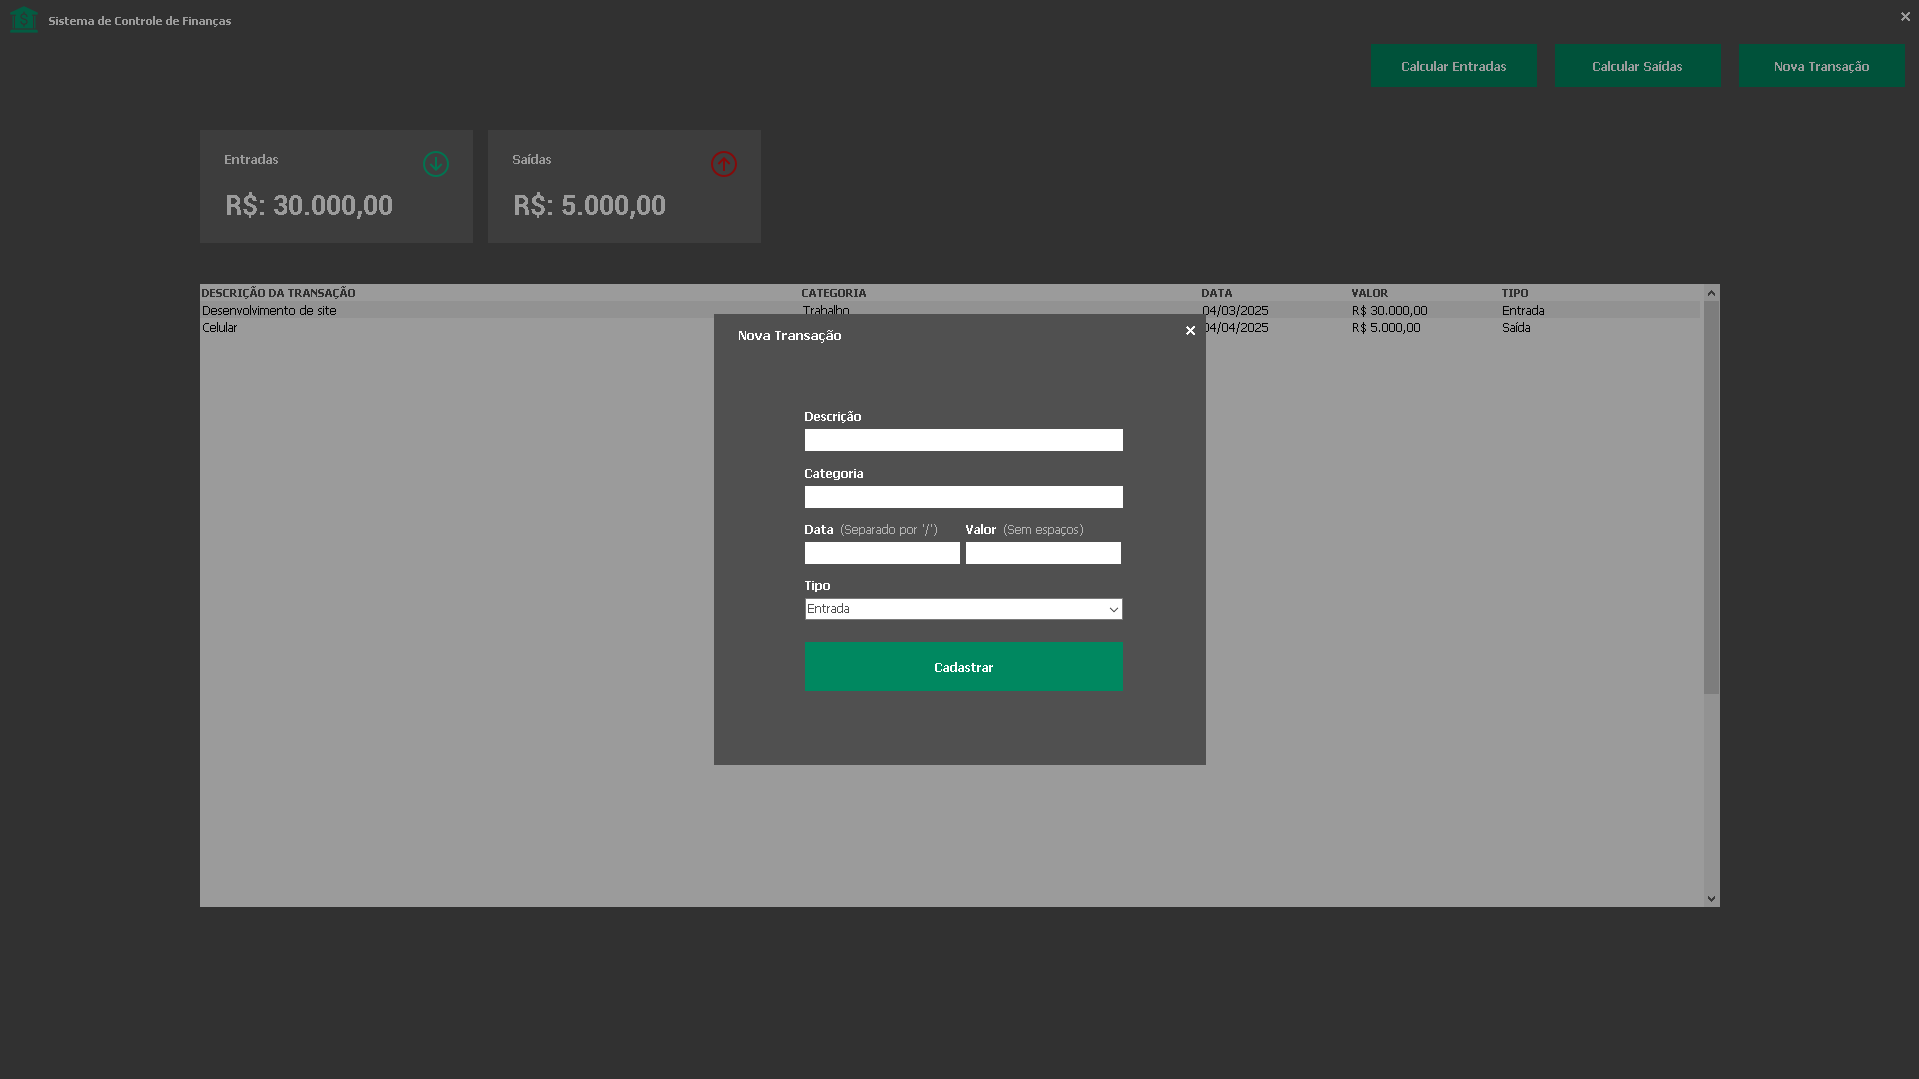 Sistema de Controle de Finanças
Calcular Entradas
Calcular Saídas
Nova Transação
Entradas
R$: 30.000,00
Saídas
R$: 5.000,00
DESCRIÇÃO DA TRANSAÇÃO CATEGORIA DATA VALOR TIPO
Desenvolvimento de site Trabalho 04/03/2025 R$ 30.000,00 Entrada
Celular 04/04/2025 R$ 5.000,00 Saída
Nova Transação
Descrição
Categoria
Data (Separado por '/') Valor (Sem espaços)
Tipo
Entrada
Cadastrar